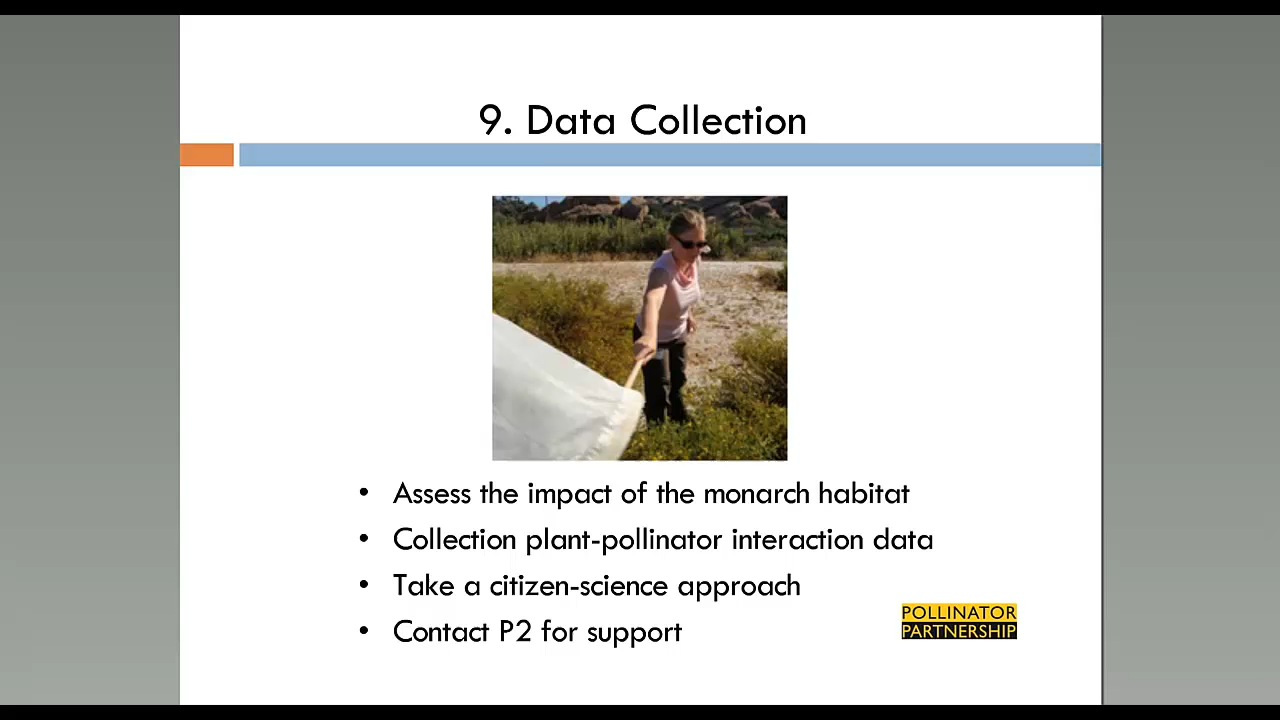 9. Data Collection
• Assess the impact of the monarch habitat
• Collection plant-pollinator interaction data
• Take a citizen-science approach
• Contact P2 for support
POLLINATOR
PARTNERSHIP